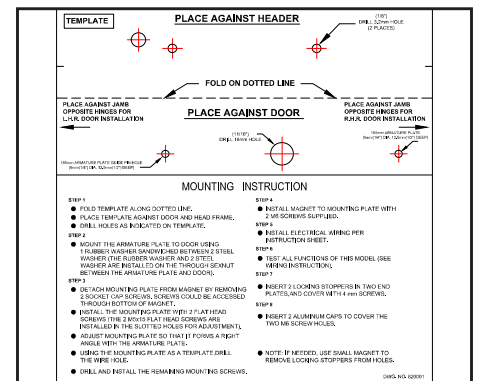 TEMPLATE
PLACE AGAINST HEADER
(1/8")
DRILL 3.2mm HOLE
(2 PLACES)
FOLD ON DOTTED LINE
PLACE AGAINST JAMB
OPPOSITE HINGES FOR
L.H.R. DOOR INSTALLATION
PLACE AGAINST DOOR
PLACE AGAINST JAMB
OPPOSITE HINGES FOR
R.H.R. DOOR INSTALLATION
DRILL 16mm HOLE
MOUNTING INSTRUCTION
STEP 1
● FOLD TEMPLATE ALONG DOTTED LINE.
● PLACE TEMPLATE AGAINST DOOR AND HEAD FRAME.
● DRILL HOLES AS INDICATED ON TEMPLATE.
STEP 2
● MOUNT THE ARMATURE PLATE TO DOOR USING
1 RUBBER WASHER SANDWICHED BETWEEN 2 STEEL
WASHER (THE RUBBER WASHER AND 2 STEEL
WASHER ARE INSTALLED ON THE THROUGH SEXNUT
BETWEEN THE ARMATURE PLATE AND DOOR).
STEP 3
● DETACH MOUNTING PLATE FROM MAGNET BY REMOVING
2 SOCKET CAP SCREWS, SCREWS COULD BE ACCESSED
THROUGH BOTTOM OF MAGNET.
● INSTALL THE MOUNTING PLATE WITH 2 FLAT HEAD
SCREWS (THE 2 M5x15 FLAT HEAD SCREWS ARE
INSTALLED IN THE SLOTTED HOLES FOR ADJUSTMENT).
● ADJUST MOUNTING PLATE SO THAT IT FORMS A RIGHT
ANGLE WITH THE ARMATURE PLATE.
● USING THE MOUNTING PLATE AS A TEMPLATE,DRILL
THE WIRE HOLE.
● DRILL AND INSTALL THE REMAINING MOUNTING SCREWS.
STEP 4
● INSTALL MAGNET TO MOUNTING PLATE WITH
2 M6 SCREWS SUPPLIED.
STEP 5
● INSTALL ELECTRICAL WIRING PER
INSTRUCTION SHEET.
STEP 6
● TEST ALL FUNCTIONS OF THIS MODEL (SEE
WIRING INSTRUCTION).
STEP 7
● INSERT 2 LOCKING STOPPERS IN TWO END
PLATES,AND COVER WITH 4 mm SCREWS.
STEP 8
● INSERT 2 ALUMINUM CAPS TO COVER THE
TWO M6 SCREW HOLES.
● NOTE: IF NEEDED, USE SMALL MAGNET TO
REMOVE LOCKING STOPPERS FROM HOLES.
DWG. NO. 820001